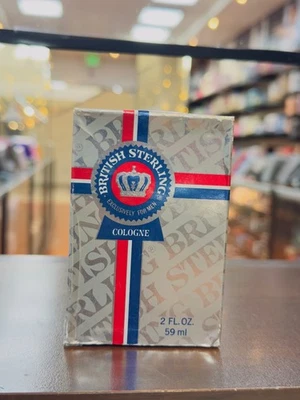 BRITISH STERLING
EXCLUSIVELY FOR MEN
COLOGNE
2 FL. OZ.
59 ml